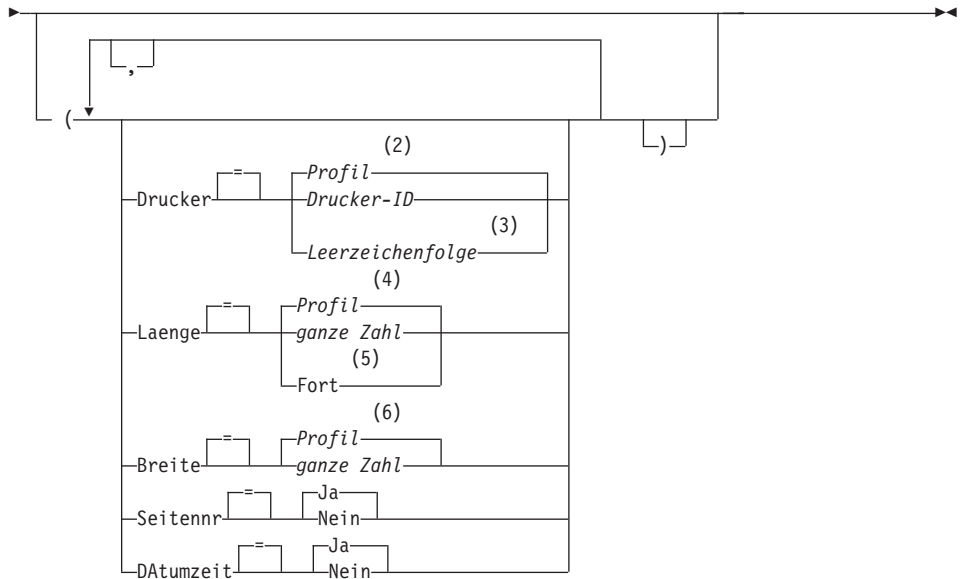 ,
(
)
(2)
=
Profil
Drucker
Drucker-ID
(3)
Leerzeichenfolge
(4)
=
Profil
Laenge
ganze Zahl
(5)
Fort
(6)
=
Profil
Breite
ganze Zahl
=
Ja
Seitennr
Nein
=
Ja
DAtumzeit
Nein